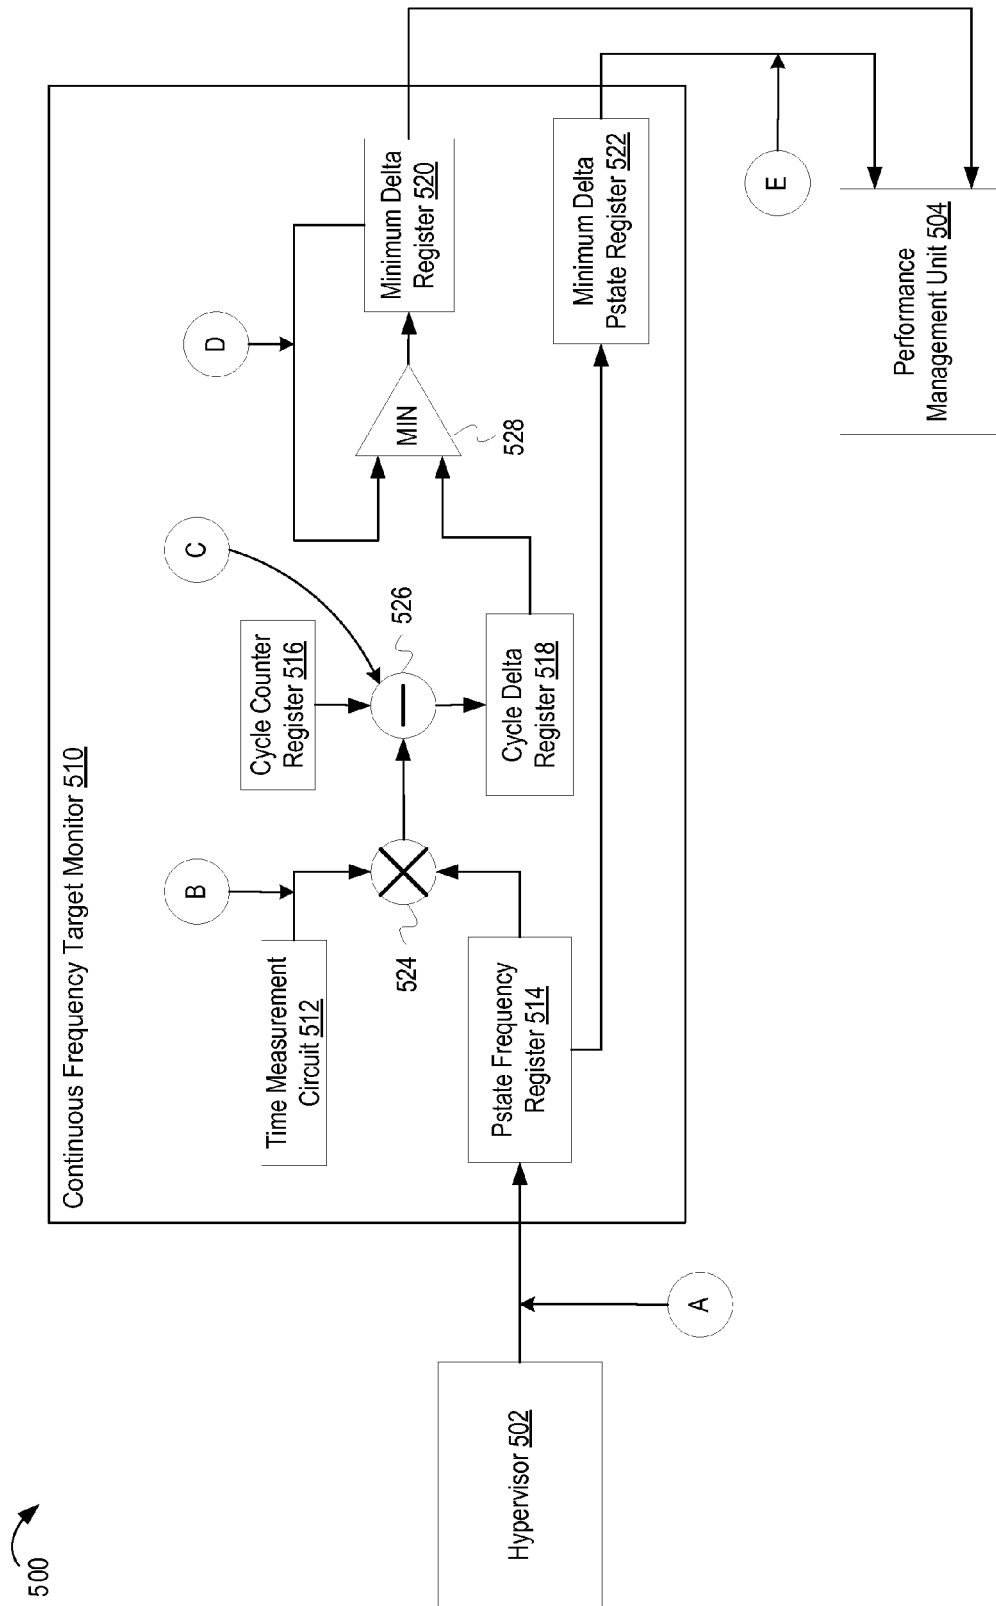 500
Hypervisor 502
A
Continuous Frequency Target Monitor 510
Time Measurement
Circuit 512
B
Pstate Frequency
Register 514
524
Cycle Counter
Register 516
C
526
Cycle Delta
Register 518
D
MIN
528
Minimum Delta
Register 520
Minimum Delta
Pstate Register 522
E
Performance
Management Unit 504